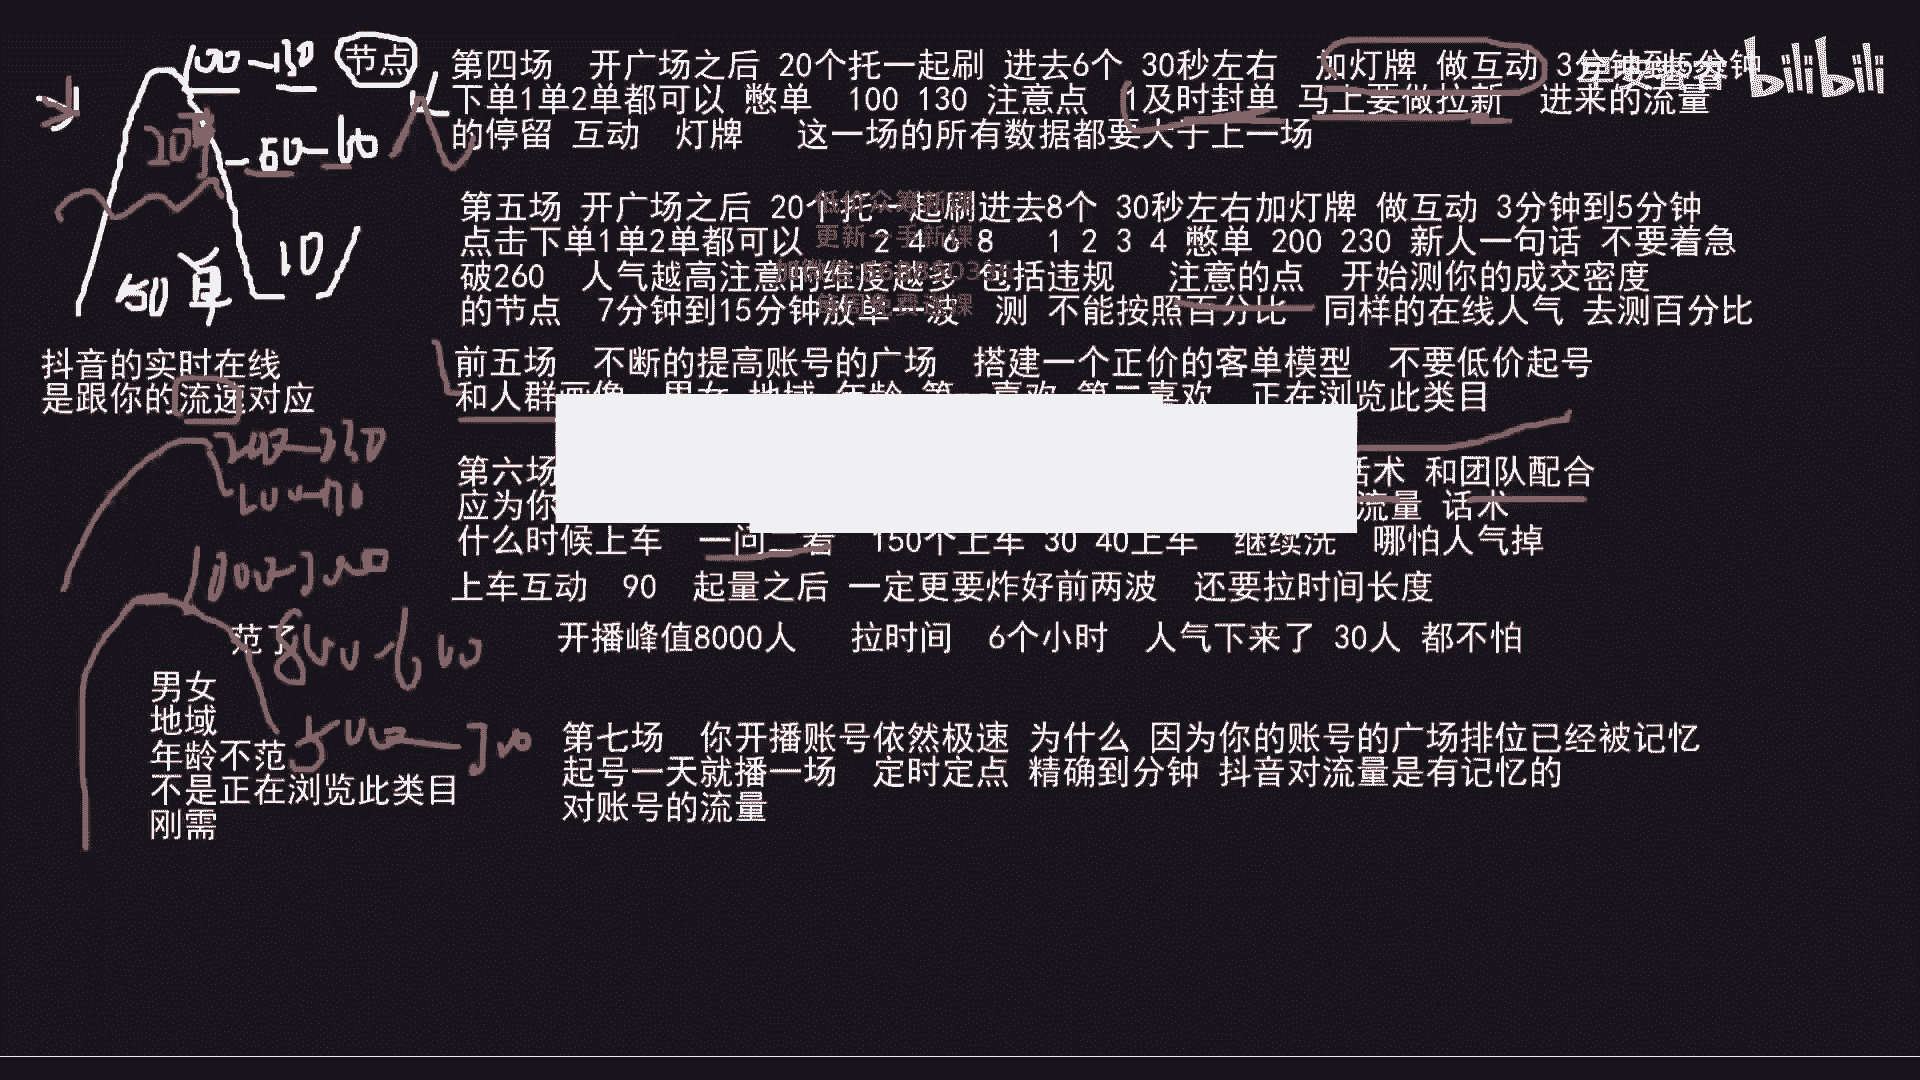 100-130 节点
20个
-80-60
50单 10
抖音的实时在线
是跟你的流速对应
第四场 开广场之后 20个托一起刷 进去6个 30秒左右 加灯牌 做互动 3分钟到5分钟
bilibili
下单1单2单都可以 憋单 100 130 注意点 1及时封单 马上要做拉新 进来的流量
的停留 互动 灯牌 这一场的所有数据都要大于上一场
第五场 开广场之后 20个托一起刷进去8个 30秒左右加灯牌 做互动 3分钟到5分钟
点击下单1单2单都可以 2 4 6 8 1 2 3 4 憋单 200 230 新人一句话 不要着急
破260 人气越高注意的维度越多 包括违规 注意的点 开始测你的成交密度
的节点 7分钟到15分钟放单一波 测 不能按照百分比 同样的在线人气 去测百分比
前五场 不断的提高账号的广场 搭建一个正价的客单模型 不要低价起号
和人群画像 男女 地域 年龄 第一喜欢 第二喜欢 正在浏览此类目
第六场 话术 和团队配合
应为你 流量 话术
什么时候上车 一问二看 150个上车 30 40上车 继续洗 哪怕人气掉
上车互动 90 起量之后 一定更要炸好前两波 还要拉时间长度
范了 开播峰值8000人 拉时间 6个小时 人气下来了 30人 都不怕
男女
地域
年龄不范
不是正在浏览此类目
刚需
第七场 你开播账号依然极速 为什么 因为你的账号的广场排位已经被记忆
起号一天就播一场 定时定点 精确到分钟 抖音对流量是有记忆的
对账号的流量